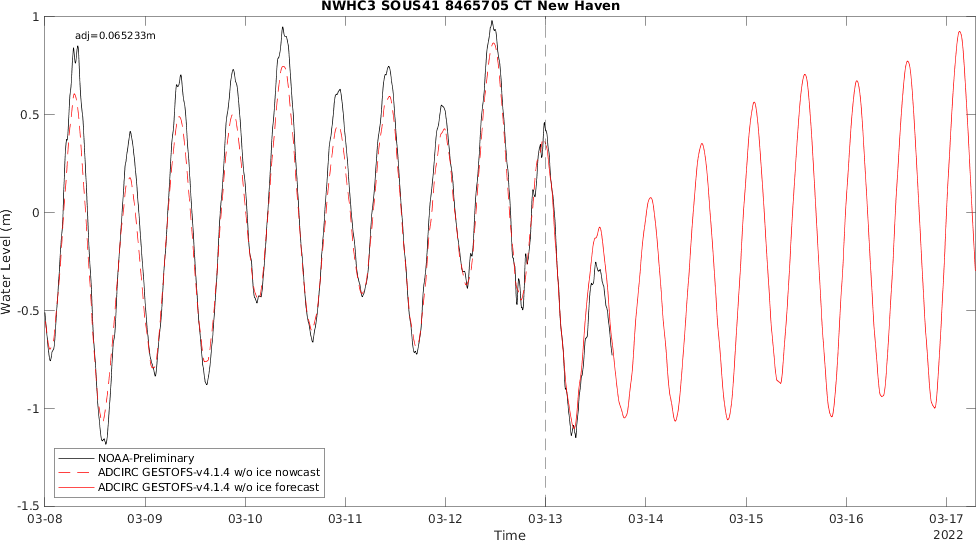 NWHC3 SOUS41 8465705 CT New Haven
adj=0.065233m
Water Level (m)
1
0.5
0
-0.5
-1
-1.5
NOAA-Preliminary
ADCIRC GESTOFS-v4.1.4 w/o ice nowcast
ADCIRC GESTOFS-v4.1.4 w/o ice forecast
03-08 03-09 03-10 03-11 03-12 03-13 03-14 03-15 03-16 03-17
Time
2022